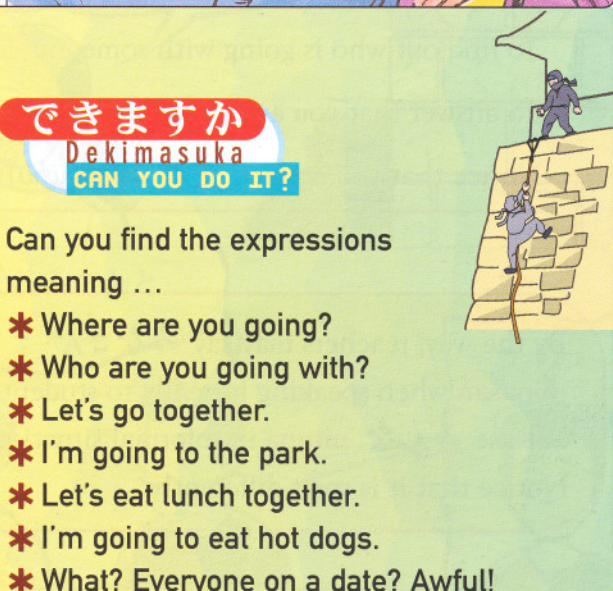 できますか
Dekimasuka
CAN YOU DO IT?
Can you find the expressions
meaning …
* Where are you going?
* Who are you going with?
* Let's go together.
* I'm going to the park.
* Let's eat lunch together.
* I'm going to eat hot dogs.
* What? Everyone on a date? Awful!